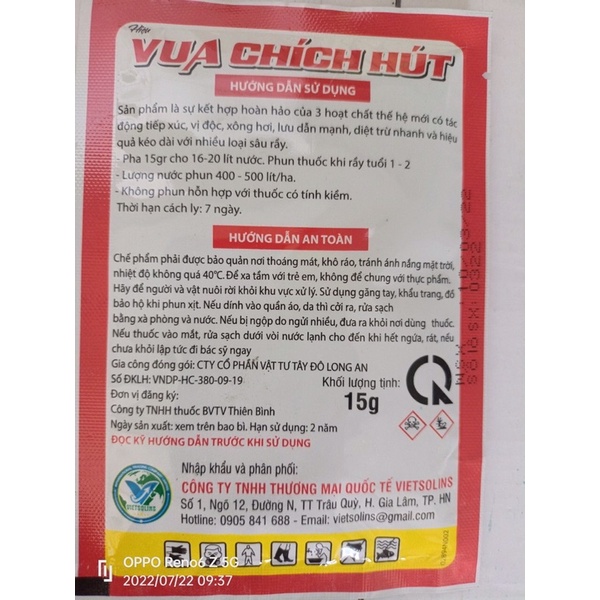 Hiệu
VUA CHÍCH HÚT
HƯỚNG DẪN SỬ DỤNG
Sản phẩm là sự kết hợp hoàn hảo của 3 hoạt chất thế hệ mới có tác
động tiếp xúc, vị độc, xông hơi, lưu dẫn mạnh, diệt trừ nhanh và hiệu
quả kéo dài với nhiều loại sâu rầy.
- Pha 15gr cho 16-20 lít nước. Phun thuốc khi rầy tuổi 1 - 2
- Lượng nước phun 400 - 500 lít/ha.
- Không phun hỗn hợp với thuốc có tính kiềm.
Thời hạn cách ly: 7 ngày.
HƯỚNG DẪN AN TOÀN
Chế phẩm phải được bảo quản nơi thoáng mát, khô ráo, tránh ánh nắng mặt trời,
nhiệt độ không quá 40°C. Để xa tầm với trẻ em, không để chung với thực phẩm.
Hãy để người và vật nuôi rời khỏi khu vực xử lý. Sử dụng găng tay, khẩu trang, đồ
bảo hộ khi phun xịt. Nếu dính vào quần áo, da thì cởi ra, rửa sạch
bằng xà phòng và nước. Nếu bị ngộp do ngửi nhiều, đưa ra khỏi nơi dùng thuốc.
Nếu thuốc vào mắt, rửa sạch dưới vòi nước lạnh cho đến khi hết ngứa, rát, nếu
chưa khỏi lập tức đi bác sỹ ngay
Gia công đóng gói: CTY CỔ PHẦN VẬT TƯ TÂY ĐÔ LONG AN
Số ĐKLH: VNDP-HC-380-09-19
Khối lượng tịnh:
15g
Đơn vị đăng ký:
Công ty TNHH thuốc BVTV Thiên Bình
Ngày sản xuất: xem trên bao bì. Hạn sử dụng: 2 năm
ĐỌC KỸ HƯỚNG DẪN TRƯỚC KHI SỬ DỤNG
Nhập khẩu và phân phối:
CÔNG TY TNHH THƯƠNG MẠI QUỐC TẾ VIETSOLINS
Số 1, Ngõ 12, Đường N, TT Trâu Quỳ, H. Gia Lâm, TP. HN
Hotline: 0905 841 688 - Email: vietsolins@gmail.com
VIETSOLINS
NSX: 10/03/22
Số lô SX: 0322
OPPO Reno6 Z 5G
2022/07/22 09:37